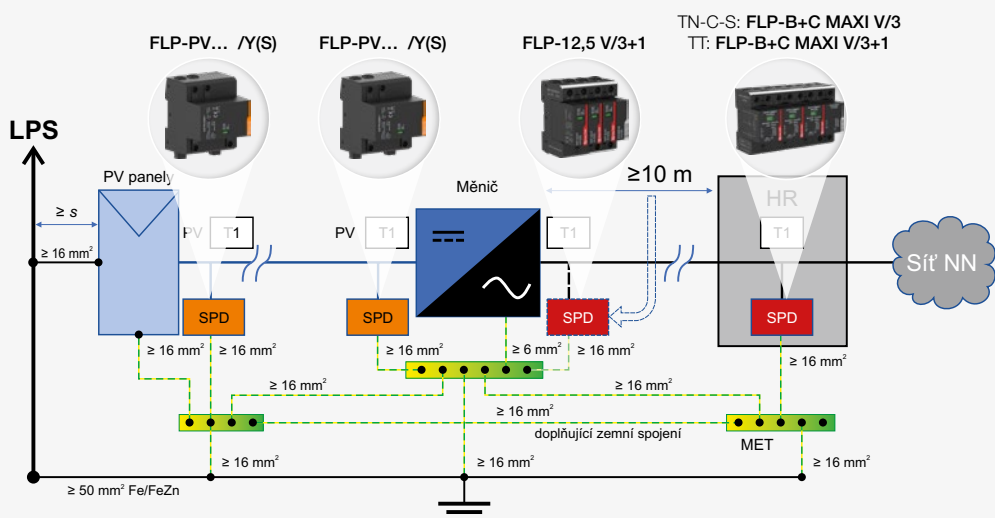 TN-C-S: FLP-B+C MAXI V/3
TT: FLP-B+C MAXI V/3+1
FLP-PV... /Y(S)
FLP-PV... /Y(S)
FLP-12,5 V/3+1
LPS
PV panely
Měnič
≥10 m
HR
≥ s
PV
T1
PV
T1
T1
T1
≥ 16 mm²
Síť NN
SPD
SPD
SPD
SPD
≥ 16 mm²
≥ 16 mm²
≥ 16 mm²
≥ 6 mm²
≥ 16 mm²
≥ 16 mm²
≥ 16 mm²
≥ 16 mm²
≥ 16 mm²
doplňující zemní spojení
MET
≥ 16 mm²
≥ 16 mm²
≥ 16 mm²
≥ 50 mm² Fe/FeZn